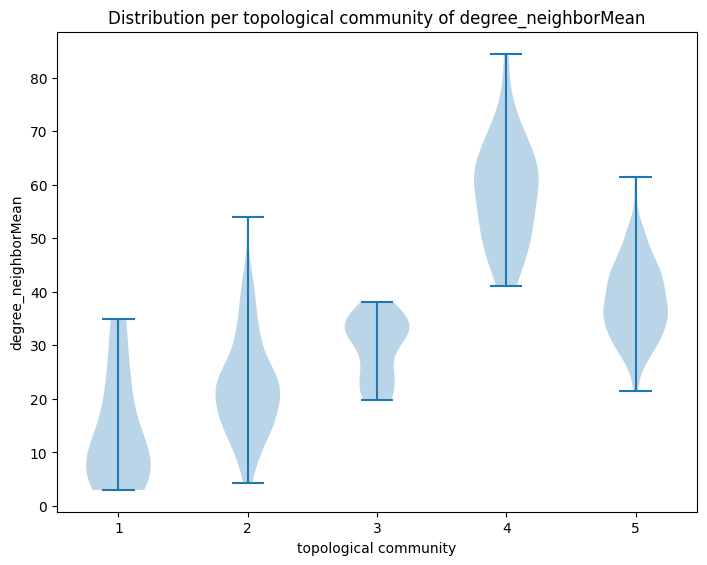 Distribution per topological community of degree_neighborMean
degree_neighborMean
80
70
60
50
40
30
20
10
0
1 2 3 4 5
topological community